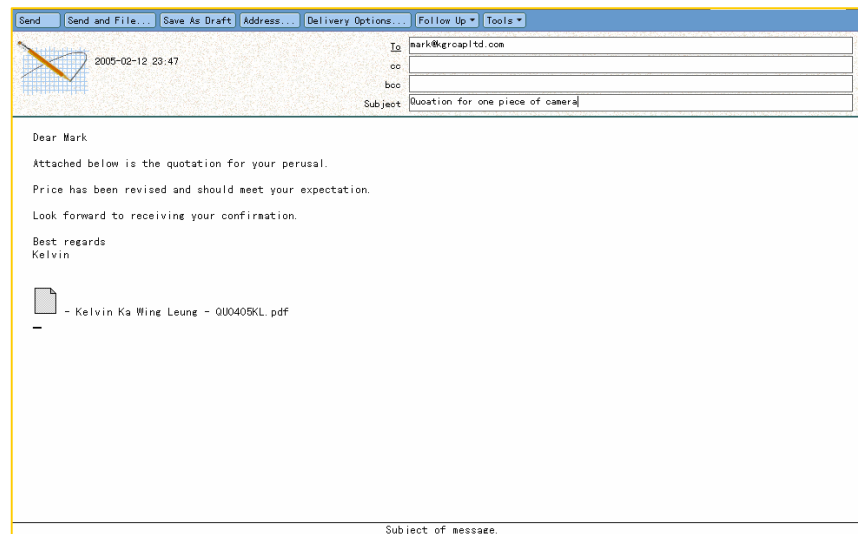 Send Send and File... Save As Draft Address... Delivery Options... Follow Up Tools
2005-02-12 23:47
To mark@kgrcapltd.com
cc
bcc
Subject Quoation for one piece of camera
Dear Mark
Attached below is the quotation for your perusal.
Price has been revised and should meet your expectation.
Look forward to receiving your confirmation.
Best regards
Kelvin
- Kelvin Ka Wing Leung - QU0405KL.pdf
Subject of message.